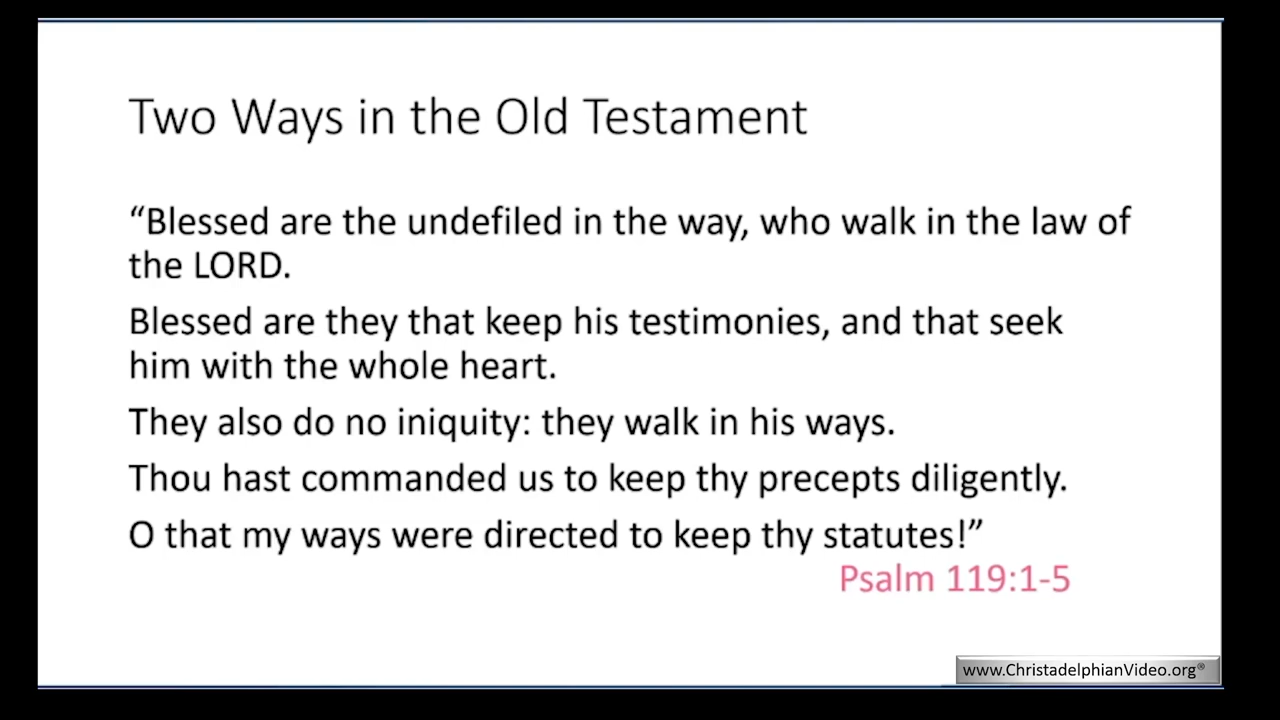 Two Ways in the Old Testament
“Blessed are the undefiled in the way, who walk in the law of
the LORD.
Blessed are they that keep his testimonies, and that seek
him with the whole heart.
They also do no iniquity: they walk in his ways.
Thou hast commanded us to keep thy precepts diligently.
O that my ways were directed to keep thy statutes!”
Psalm 119:1-5
www.ChristadelphianVideo.org®